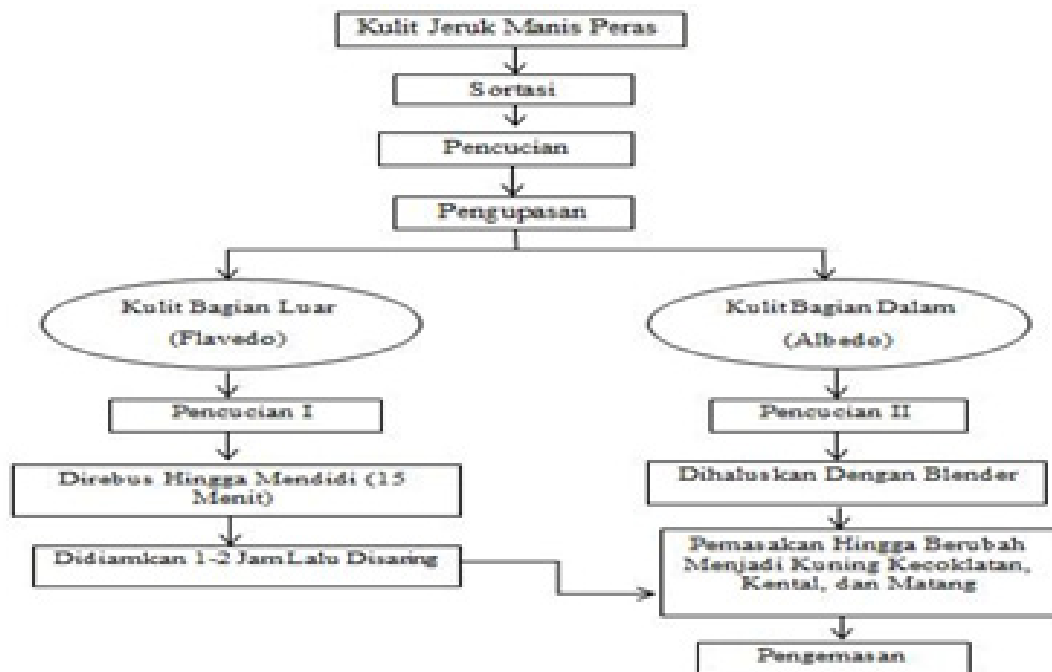 Kulit Jeruk Manis Peras
Sortasi
Pencucian
Pengupasan
Kulit Bagian Luar
(Flavedo)
Pencucian I
Direbus Hingga Mendidi (15
Menit)
Didiamkan 1-2 Jam Lalu Disaring
Kulit Bagian Dalam
(Albedo)
Pencucian II
Dihaluskan Dengan Blender
Pemasakan Hingga Berubah
Menjadi Kuning Kecoklatan,
Kental, dan Matang
Pengemasan